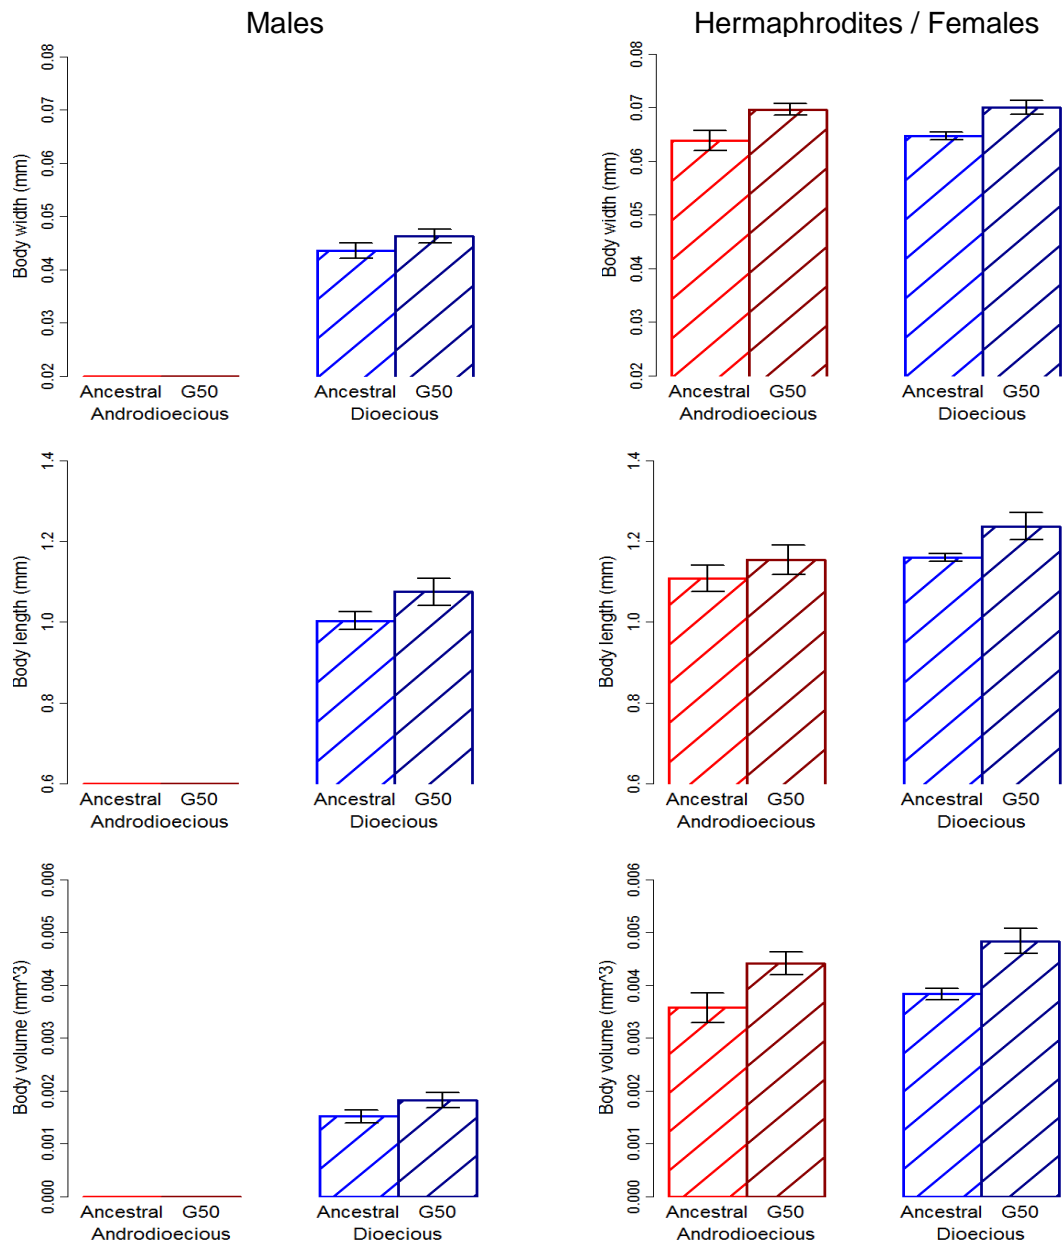 Males
Hermaphrodites / Females
Body width (mm)
0.08
0.07
0.06
0.05
0.04
0.03
0.02
Ancestral G50
Androdioecious
Ancestral G50
Dioecious
Body width (mm)
0.08
0.07
0.06
0.05
0.04
0.03
0.02
Ancestral G50
Androdioecious
Ancestral G50
Dioecious
Body length (mm)
1.4
1.2
1.0
0.8
0.6
Ancestral G50
Androdioecious
Ancestral G50
Dioecious
Body length (mm)
1.4
1.2
1.0
0.8
0.6
Ancestral G50
Androdioecious
Ancestral G50
Dioecious
Body volume (mm^3)
0.006
0.005
0.004
0.003
0.002
0.001
0.000
Ancestral G50
Androdioecious
Ancestral G50
Dioecious
Body volume (mm^3)
0.006
0.005
0.004
0.003
0.002
0.001
0.000
Ancestral G50
Androdioecious
Ancestral G50
Dioecious